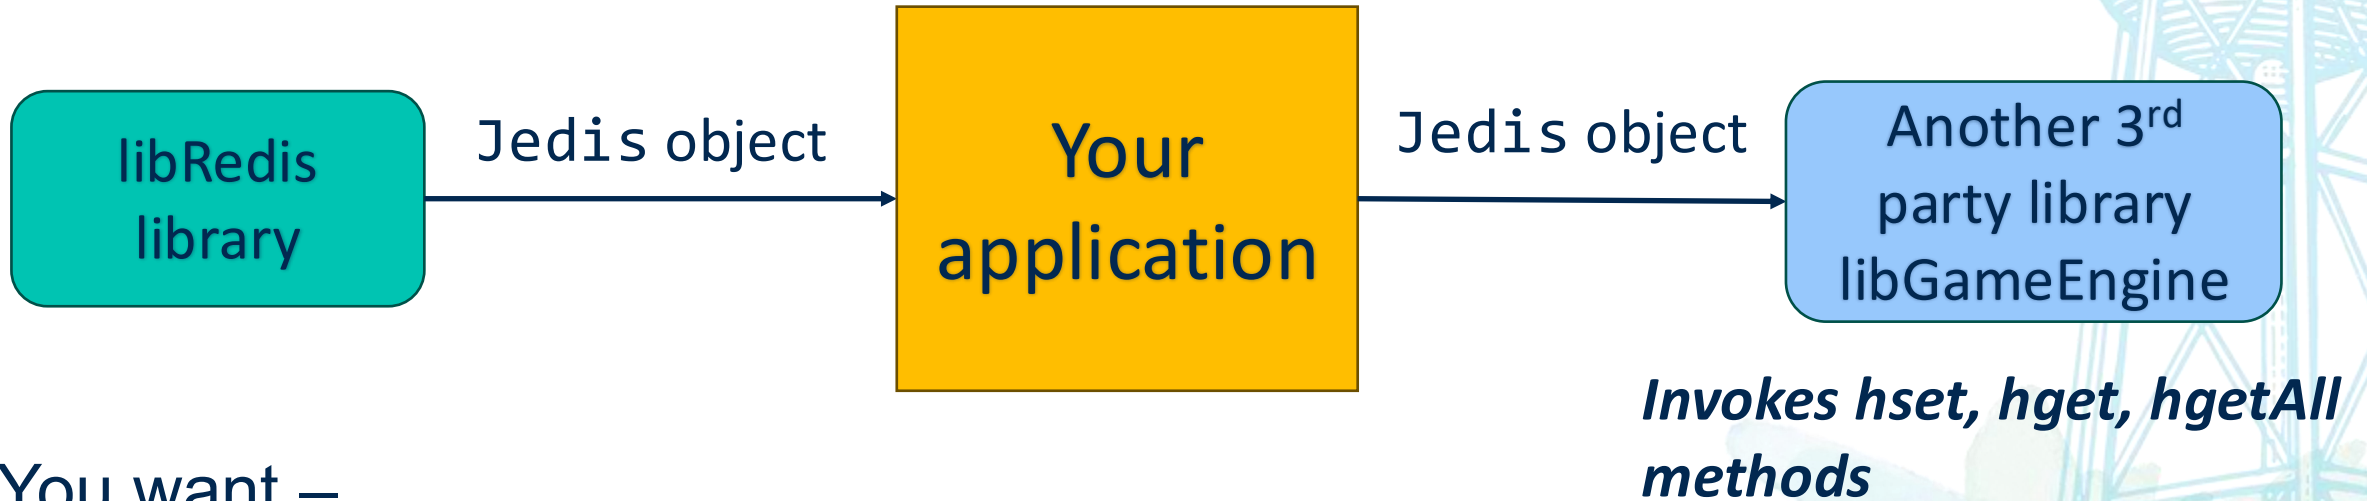 libRedis
library
Jedis object
Your
application
Jedis object
Another 3rd
party library
libGameEngine
Invokes hset, hget, hgetAll
methods
You want –